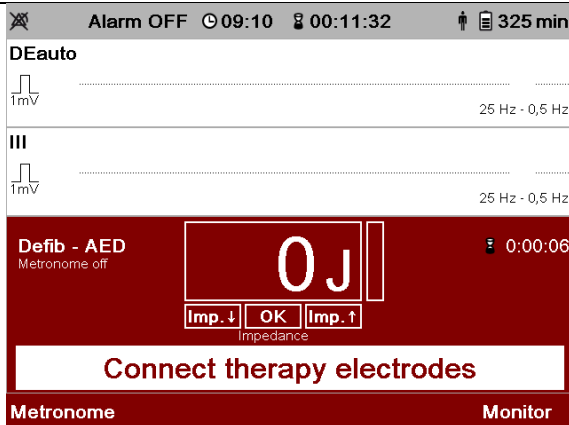 Alarm OFF 09:10 00:11:32 325 min
DEauto
1mV
25 Hz - 0,5 Hz
III
1mV
25 Hz - 0,5 Hz
Defib - AED 0:00:06
Metronome off
0 J
Imp.↓ OK Imp.↑
Impedance
Connect therapy electrodes
Metronome Monitor